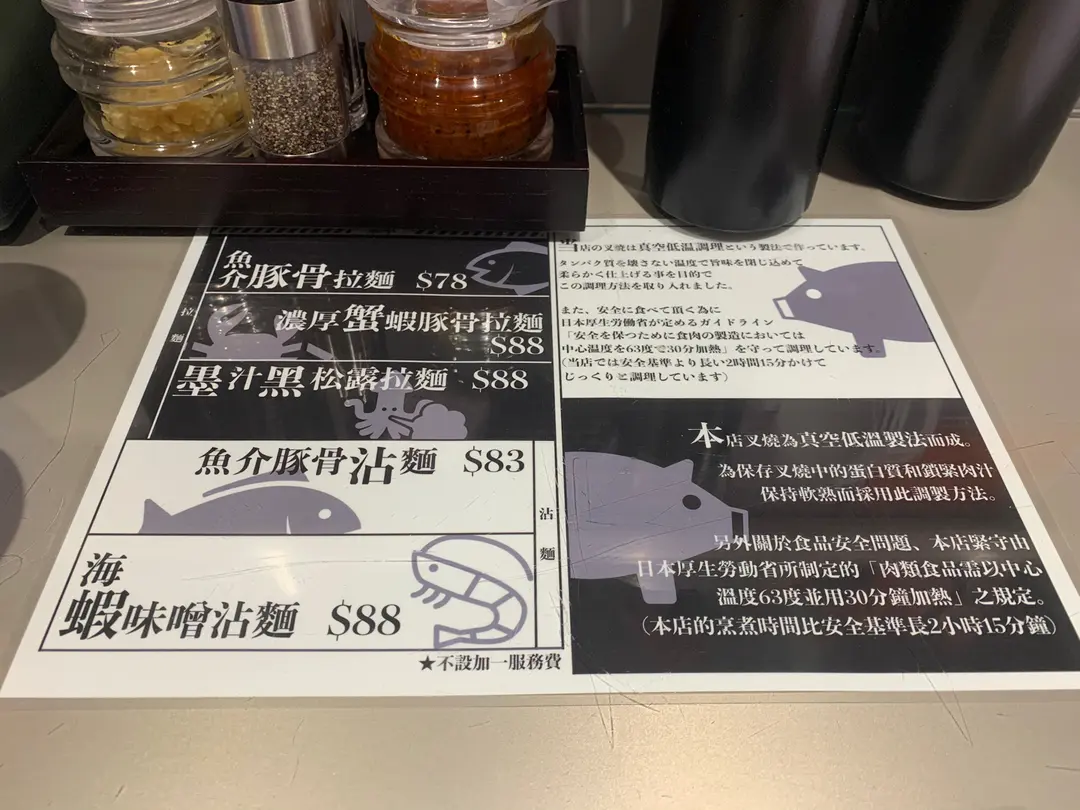 魚介豚骨拉麵 $78
濃厚蟹蝦豚骨拉麵
$88
墨汁黑松露拉麵 $88
拉麵
魚介豚骨沾麵 $83
沾麵
海蝦味噌沾麵 $88
★不設加一服務費
当店の叉焼は真空低温調理という製法で作っています。
タンパク質を壊さない温度で旨味を閉じ込めて
柔らかく仕上げる事を目的で
この調理方法を取り入れました。
また、安全に食べて頂く為に
日本厚生労働省が定めるガイドライン
「安全を保つために食肉の製造においては
中心温度を63度で30分加熱」を守って調理しています。
(当店では安全基準より長い2時間15分かけて
じっくりと調理しています)
本店叉燒為真空低溫製法而成。
為保存叉燒中的蛋白質和鎖緊肉汁
保持軟熟而採用此調製方法。
另外關於食品安全問題、本店緊守由
日本厚生勞動省所制定的「肉類食品需以中心
溫度63度並用30分鐘加熱」之規定。
(本店的烹煮時間比安全基準長2小時15分鐘)